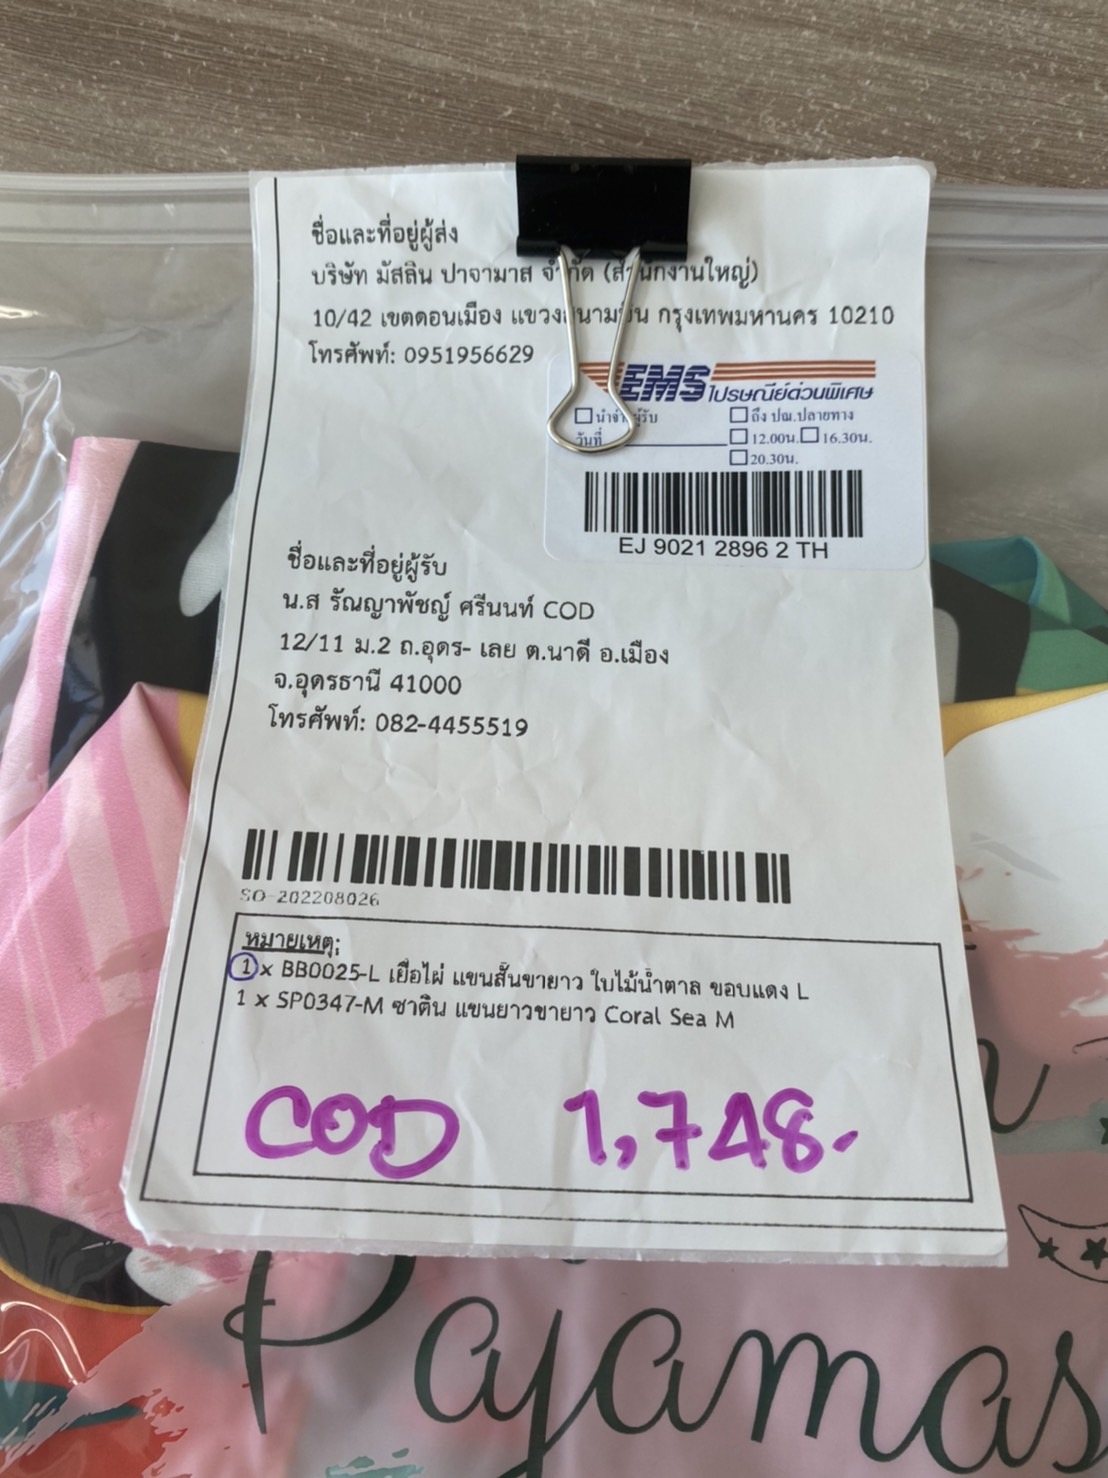 ชื่อและที่อยู่ผู้ส่ง
บริษัท มัสลิน ปาจามาส จำกัด (สำนักงานใหญ่)
10/42 เขตดอนเมือง แขวงสนามบิน กรุงเทพมหานคร 10210
โทรศัพท์: 0951956629
EMS ไปรษณีย์ด่วนพิเศษ
นำจ่ายผู้รับ ถึง ปณ.ปลายทาง
วันที่ 12.00น. 16.30น.
20.30น.
EJ 9021 2896 2 TH
ชื่อและที่อยู่ผู้รับ
น.ส รัณญาพัชญ์ ศรีนนท์ COD
12/11 ม.2 ถ.อุดร- เลย ต.นาดี อ.เมือง
จ.อุดรธานี 41000
โทรศัพท์: 082-4455519
SO-202208026
หมายเหตุ:
1 x BB0025-L เยื่อไผ่ แขนสั้นขายาว ใบไม้น้ำตาล ขอบแดง L
1 x SP0347-M ซาติน แขนยาวขายาว Coral Sea M
COD 1,748.-
Pajamas